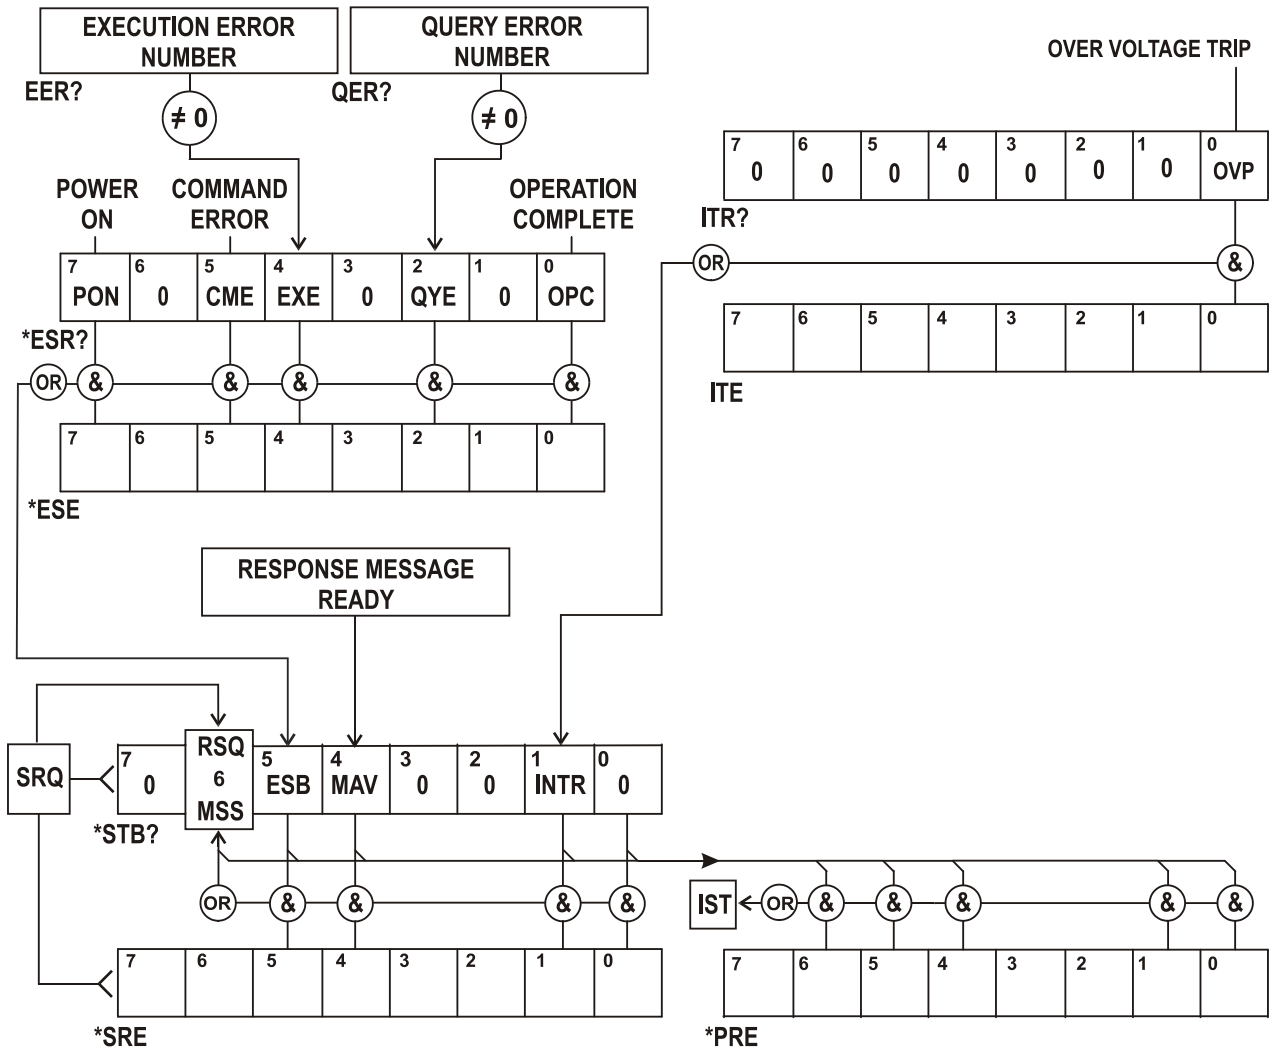 EXECUTION ERROR
NUMBER
QUERY ERROR
NUMBER
OVER VOLTAGE TRIP
EER?
QER?
≠ 0
≠ 0
7 6 5 4 3 2 1 0
0 0 0 0 0 0 0 OVP
ITR?
POWER
ON
COMMAND
ERROR
OPERATION
COMPLETE
7 6 5 4 3 2 1 0
PON 0 CME EXE 0 QYE 0 OPC
*ESR?
OR &
OR & & & & &
7 6 5 4 3 2 1 0
ITE
7 6 5 4 3 2 1 0
*ESE
RESPONSE MESSAGE
READY
SRQ
7 RSQ 5 4 3 2 1 0
0 6 ESB MAV 0 0 INTR 0
MSS
*STB?
OR & & & &
IST OR & & & & &
7 6 5 4 3 2 1 0
*SRE
7 6 5 4 3 2 1 0
*PRE